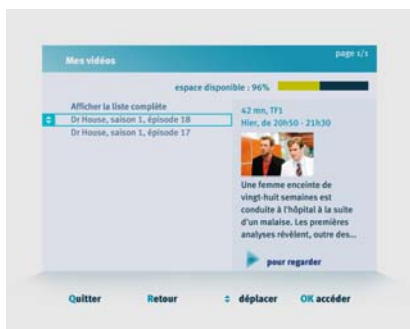 Mes vidéos
page 1/1
espace disponible : 96%
Afficher la liste complète
Dr House, saison 1, épisode 18
Dr House, saison 1, épisode 17
42 mn, TF1
Hier, de 20h50 - 21h30
Une femme enceinte de
vingt-huit semaines est
conduite à l'hôpital à la suite
d'un malaise. Les premières
analyses révèlent, outre des...
pour regarder
Quitter
Retour
déplacer
OK accéder